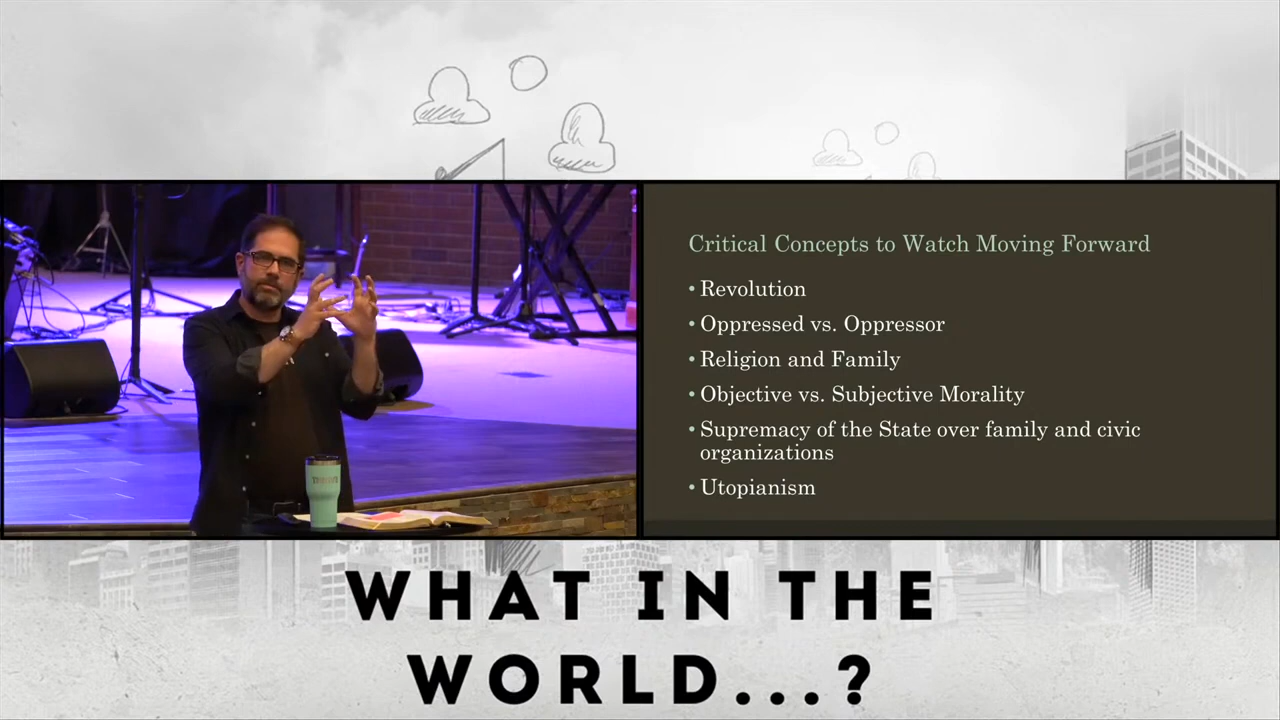 Critical Concepts to Watch Moving Forward
• Revolution
• Oppressed vs. Oppressor
• Religion and Family
• Objective vs. Subjective Morality
• Supremacy of the State over family and civic
organizations
• Utopianism
WHAT IN THE
WORLD...?